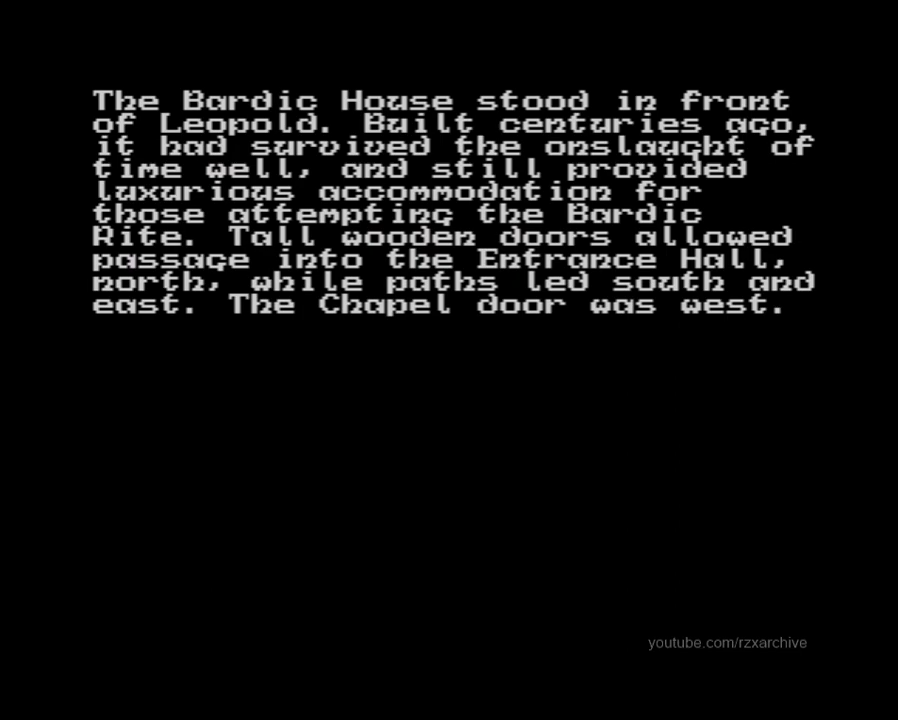 The Bardic House stood in front
of Leopold. Built centuries ago,
it had survived the onslaught of
time well, and still provided
luxurious accommodation for
those attempting the Bardic
Rite. Tall wooden doors allowed
passage into the Entrance Hall,
north, while paths led south and
east. The Chapel door was west.
youtube.com/rzxarchive